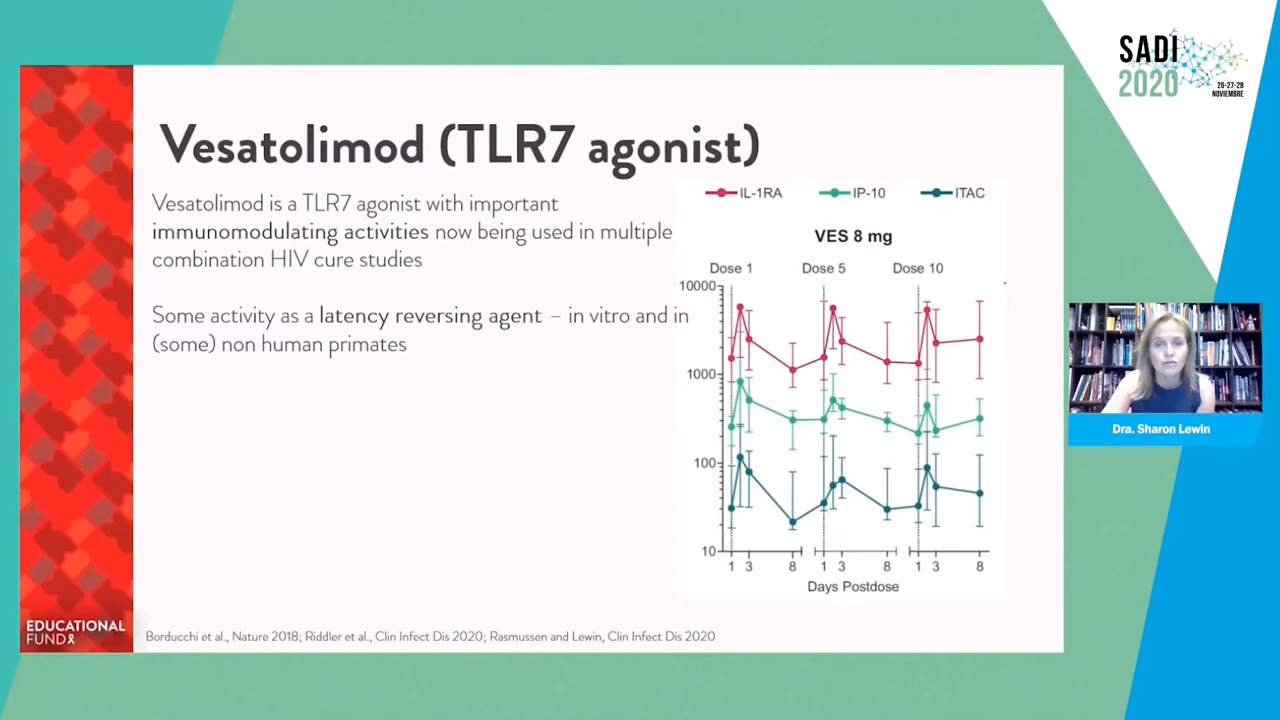 SADI
2020
26-27-28
NOVIEMBRE
Vesatolimod (TLR7 agonist)
Vesatolimod is a TLR7 agonist with important
immunomodulating activities now being used in multiple
combination HIV cure studies
Some activity as a latency reversing agent – in vitro and in
(some) non human primates
IL-1RA IP-10 ITAC
VES 8 mg
Dose 1 Dose 5 Dose 10
10000
1000
100
10
1 3 8 1 3 8 1 3 8
Days Postdose
Dra. Sharon Lewin
EDUCATIONAL
FUND
Borducchi et al., Nature 2018; Riddler et al., Clin Infect Dis 2020; Rasmussen and Lewin, Clin Infect Dis 2020